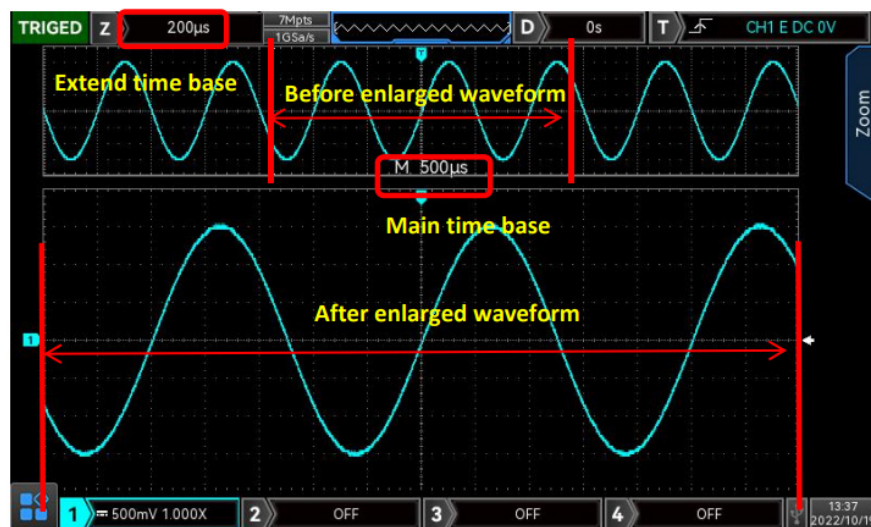 TRIGED Z 200μs 7Mpts D 0s T CH1 E DC 0V
1GSa/s
T
Extend time base
Before enlarged waveform
Zoom
M 500μs
Main time base
After enlarged waveform
1
1 500mV 1.000X 2 OFF 3 OFF 4 OFF 13:37
2022/10/19